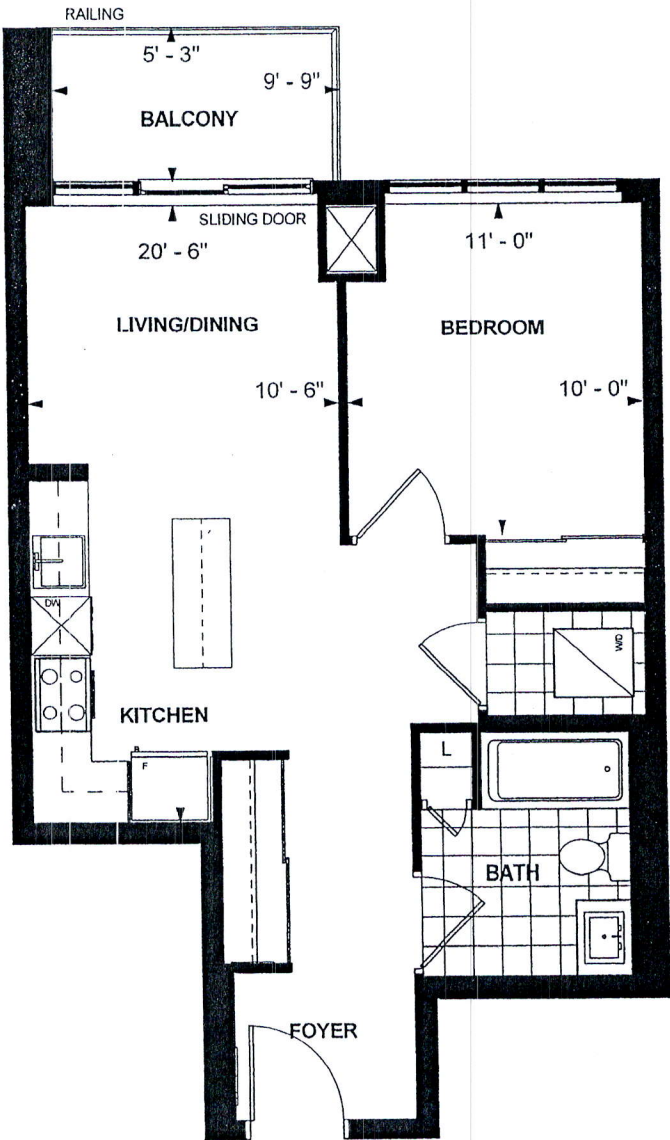 RAILING
5' - 3"
9' - 9"
BALCONY
SLIDING DOOR
20' - 6"
11' - 0"
LIVING/DINING
BEDROOM
10' - 6"
10' - 0"
DW
W/D
KITCHEN
F
L
BATH
FOYER